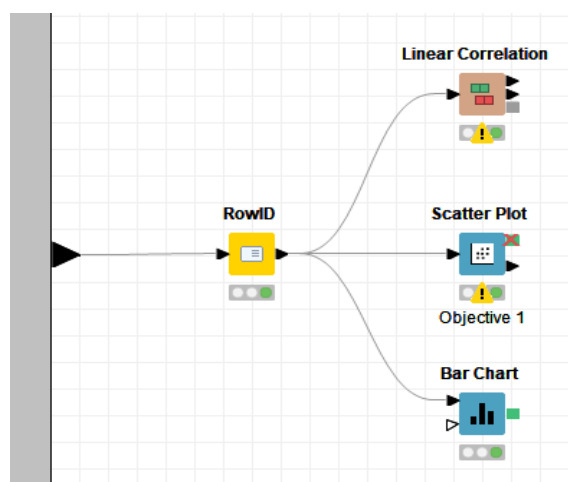 Linear Correlation
RowID
Scatter Plot
Objective 1
Bar Chart